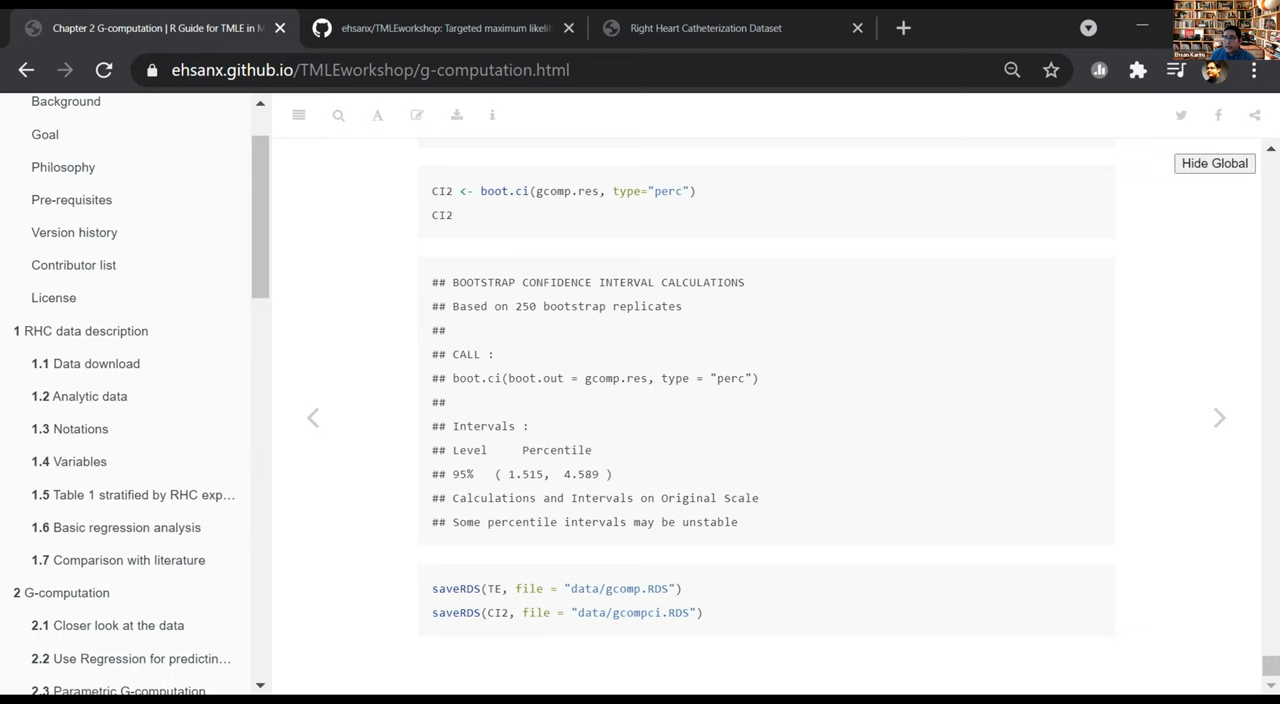 Chapter 2 G-computation | R Guide for TMLE in M
ehsanx/TMLEworkshop: Targeted maximum likeli
Right Heart Catheterization Dataset
Ehsan Karim
ehsanx.github.io/TMLEworkshop/g-computation.html
Background
Goal
Philosophy
Pre-requisites
Version history
Contributor list
License
1 RHC data description
1.1 Data download
1.2 Analytic data
1.3 Notations
1.4 Variables
1.5 Table 1 stratified by RHC exp...
1.6 Basic regression analysis
1.7 Comparison with literature
2 G-computation
2.1 Closer look at the data
2.2 Use Regression for predictin...
2.3 Parametric G-computation
Hide Global
CI2 <- boot.ci(gcomp.res, type="perc")
CI2
## BOOTSTRAP CONFIDENCE INTERVAL CALCULATIONS
## Based on 250 bootstrap replicates
##
## CALL :
## boot.ci(boot.out = gcomp.res, type = "perc")
##
## Intervals :
## Level     Percentile
## 95%   ( 1.515,  4.589 )
## Calculations and Intervals on Original Scale
## Some percentile intervals may be unstable
saveRDS(TE, file = "data/gcomp.RDS")
saveRDS(CI2, file = "data/gcompci.RDS")